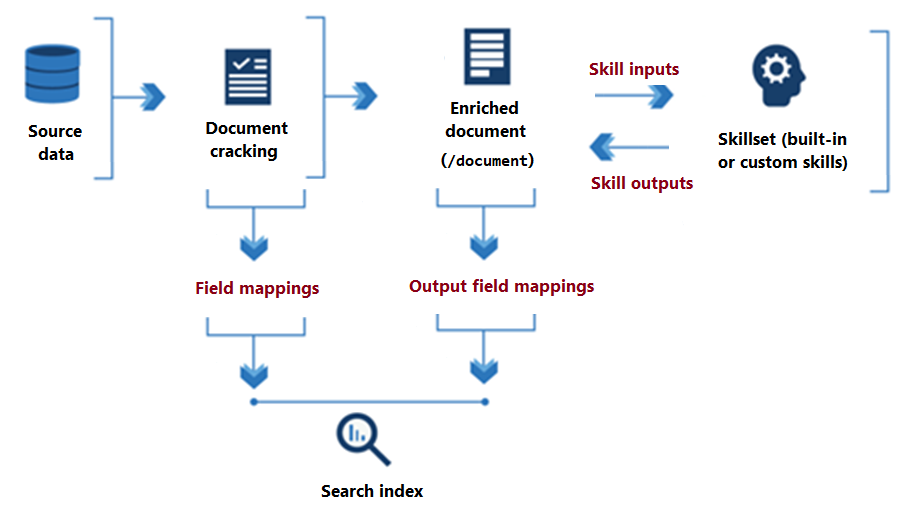 Source
data
Document
cracking
Enriched
document
(/document)
Skill inputs
Skill outputs
Skillset (built-in
or custom skills)
Field mappings
Output field mappings
Search index